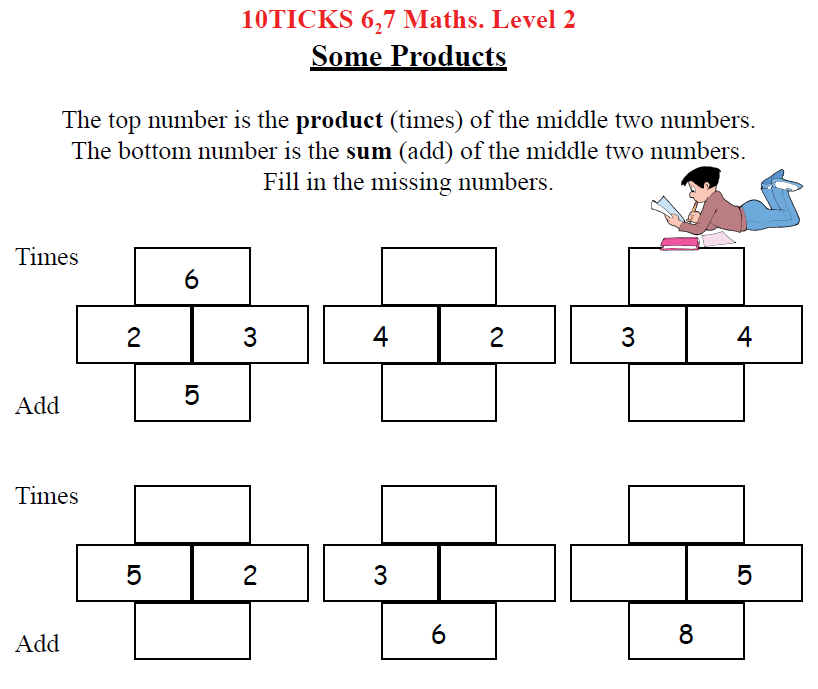 10TICKS 6,7 Maths. Level 2
Some Products
The top number is the product (times) of the middle two numbers.
The bottom number is the sum (add) of the middle two numbers.
Fill in the missing numbers.
Times
6
2 3 4 2 3 4
5
Add
Times
5 2 3 5
6 8
Add